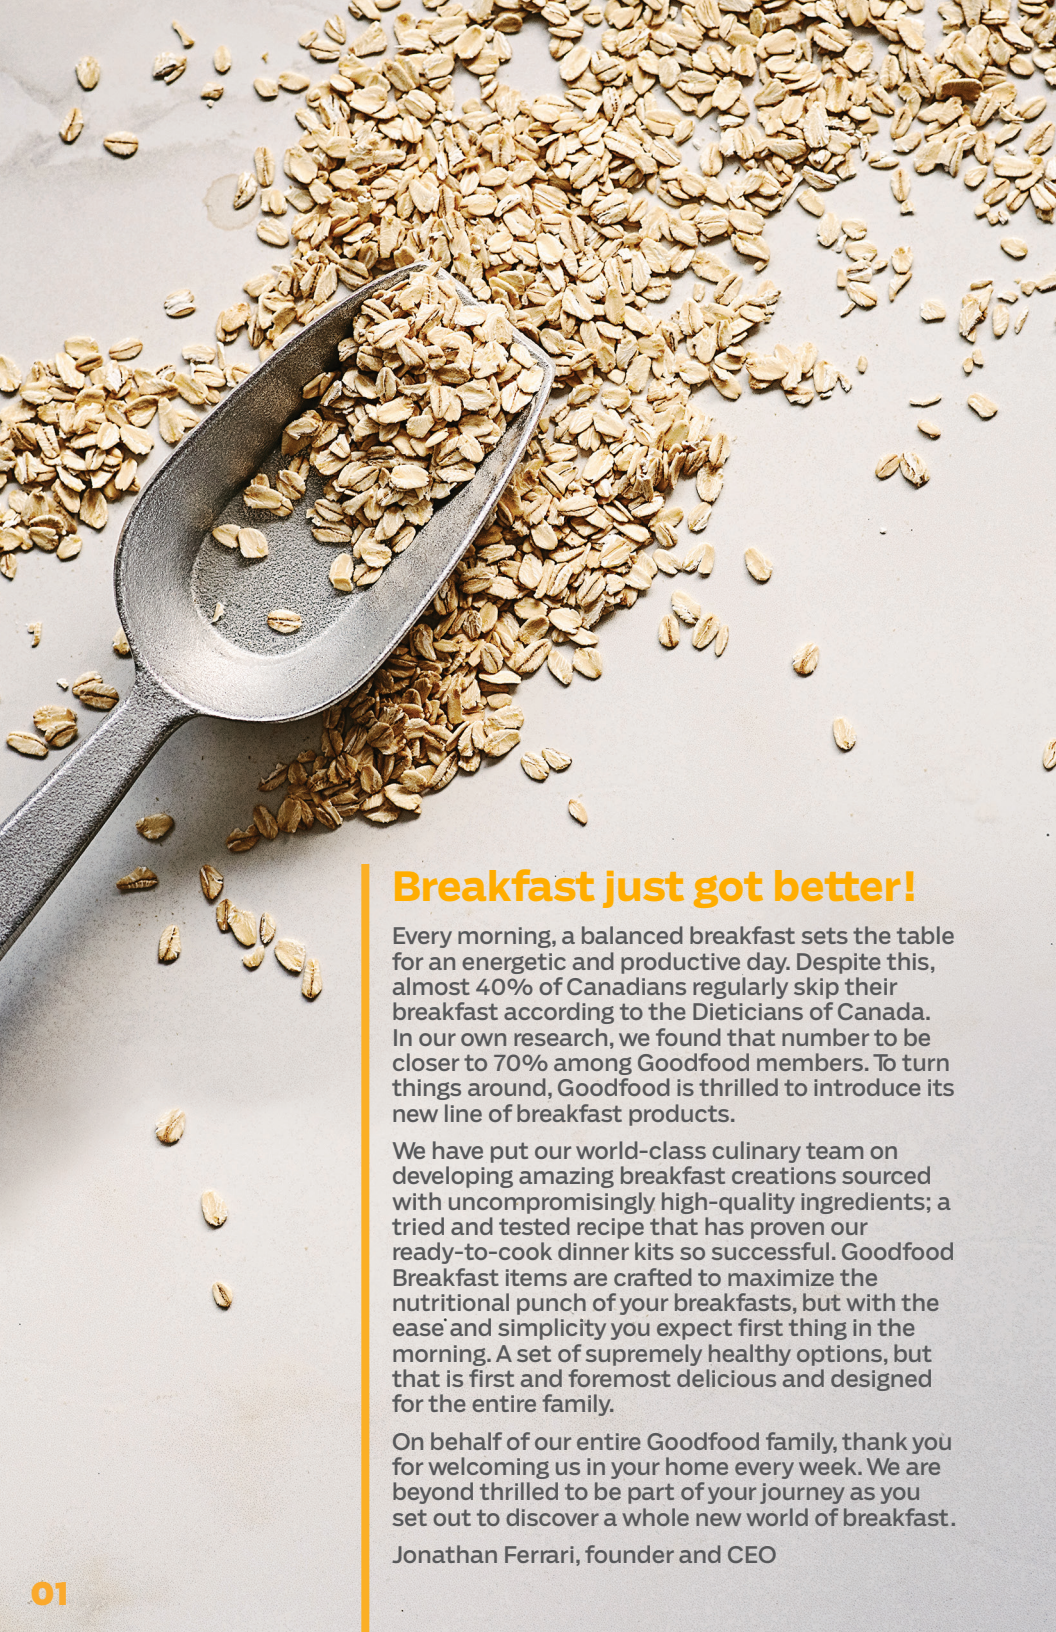 Breakfast just got better!
Every morning, a balanced breakfast sets the table
for an energetic and productive day. Despite this,
almost 40% of Canadians regularly skip their
breakfast according to the Dieticians of Canada.
In our own research, we found that number to be
closer to 70% among Goodfood members. To turn
things around, Goodfood is thrilled to introduce its
new line of breakfast products.
We have put our world-class culinary team on
developing amazing breakfast creations sourced
with uncompromisingly high-quality ingredients; a
tried and tested recipe that has proven our
ready-to-cook dinner kits so successful. Goodfood
Breakfast items are crafted to maximize the
nutritional punch of your breakfasts, but with the
ease and simplicity you expect first thing in the
morning. A set of supremely healthy options, but
that is first and foremost delicious and designed
for the entire family.
On behalf of our entire Goodfood family, thank you
for welcoming us in your home every week. We are
beyond thrilled to be part of your journey as you
set out to discover a whole new world of breakfast.
Jonathan Ferrari, founder and CEO
01